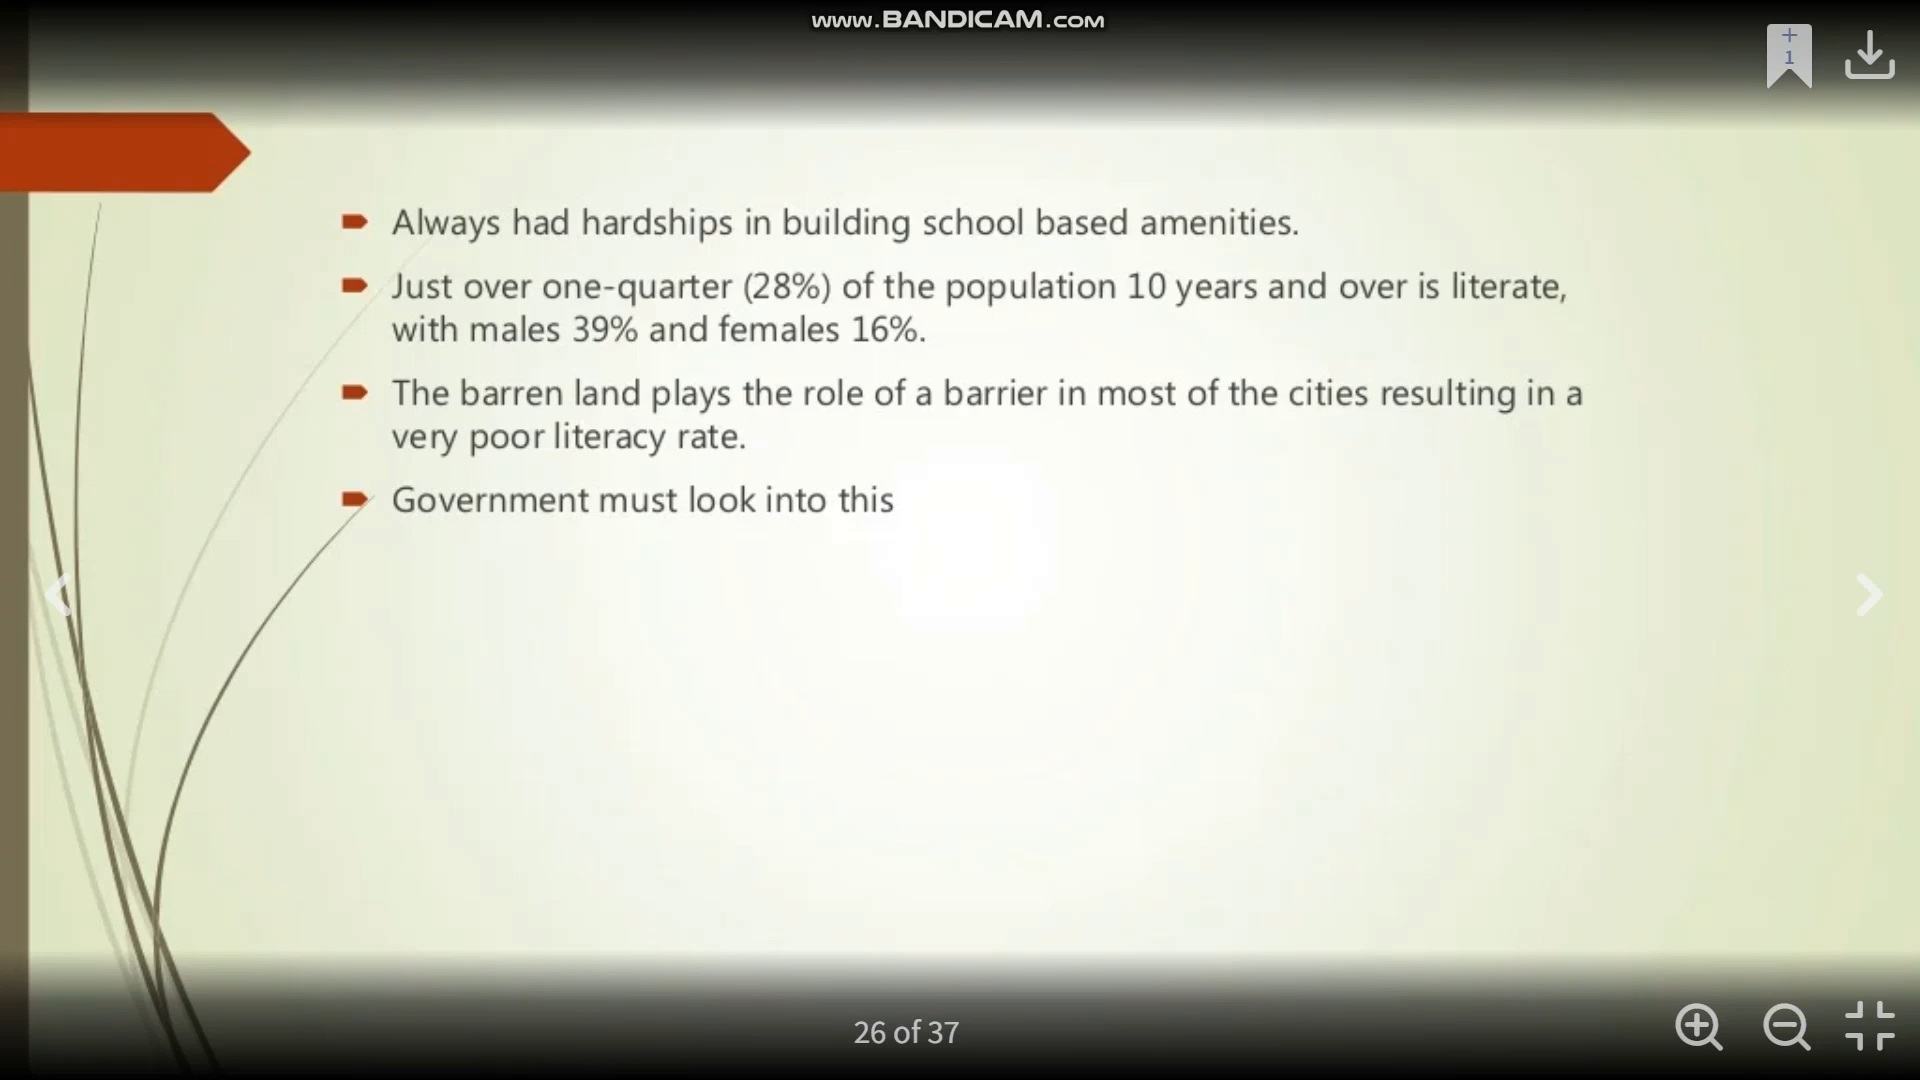 www.BANDICAM.com
+
1
Always had hardships in building school based amenities.
Just over one-quarter (28%) of the population 10 years and over is literate,
with males 39% and females 16%.
The barren land plays the role of a barrier in most of the cities resulting in a
very poor literacy rate.
Government must look into this
26 of 37